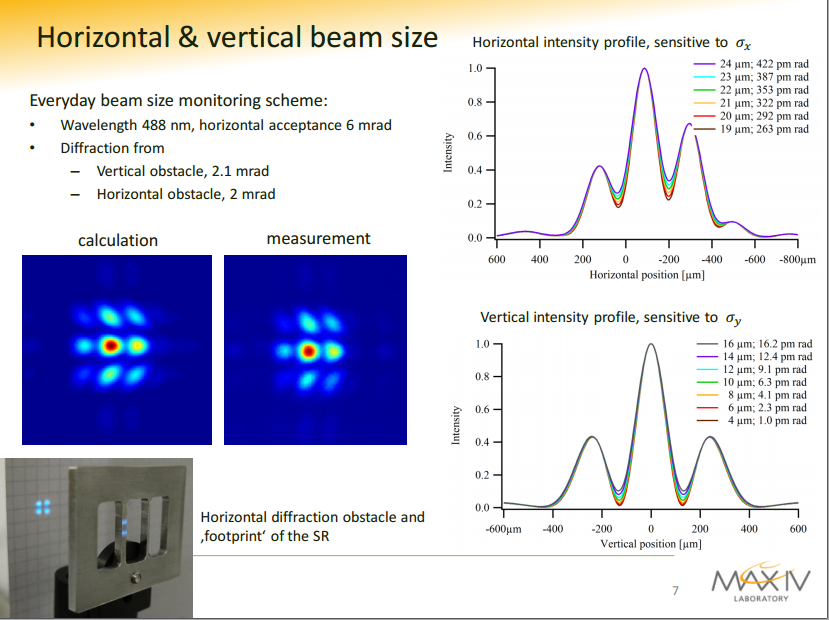 Horizontal & vertical beam size
Everyday beam size monitoring scheme:
• Wavelength 488 nm, horizontal acceptance 6 mrad
• Diffraction from
– Vertical obstacle, 2.1 mrad
– Horizontal obstacle, 2 mrad
calculation
measurement
Horizontal diffraction obstacle and
‚footprint‘ of the SR
Horizontal intensity profile, sensitive to σx
Intensity
1.0
0.8
0.6
0.4
0.2
0.0
24 μm; 422 pm rad
23 μm; 387 pm rad
22 μm; 353 pm rad
21 μm; 322 pm rad
20 μm; 292 pm rad
19 μm; 263 pm rad
600 400 200 0 -200 -400 -600 -800μm
Horizontal position [μm]
Vertical intensity profile, sensitive to σy
Intensity
1.0
0.8
0.6
0.4
0.2
0.0
16 μm; 16.2 pm rad
14 μm; 12.4 pm rad
12 μm; 9.1 pm rad
10 μm; 6.3 pm rad
8 μm; 4.1 pm rad
6 μm; 2.3 pm rad
4 μm; 1.0 pm rad
-600μm -400 -200 0 200 400 600
Vertical position [μm]
7
MAX IV
LABORATORY